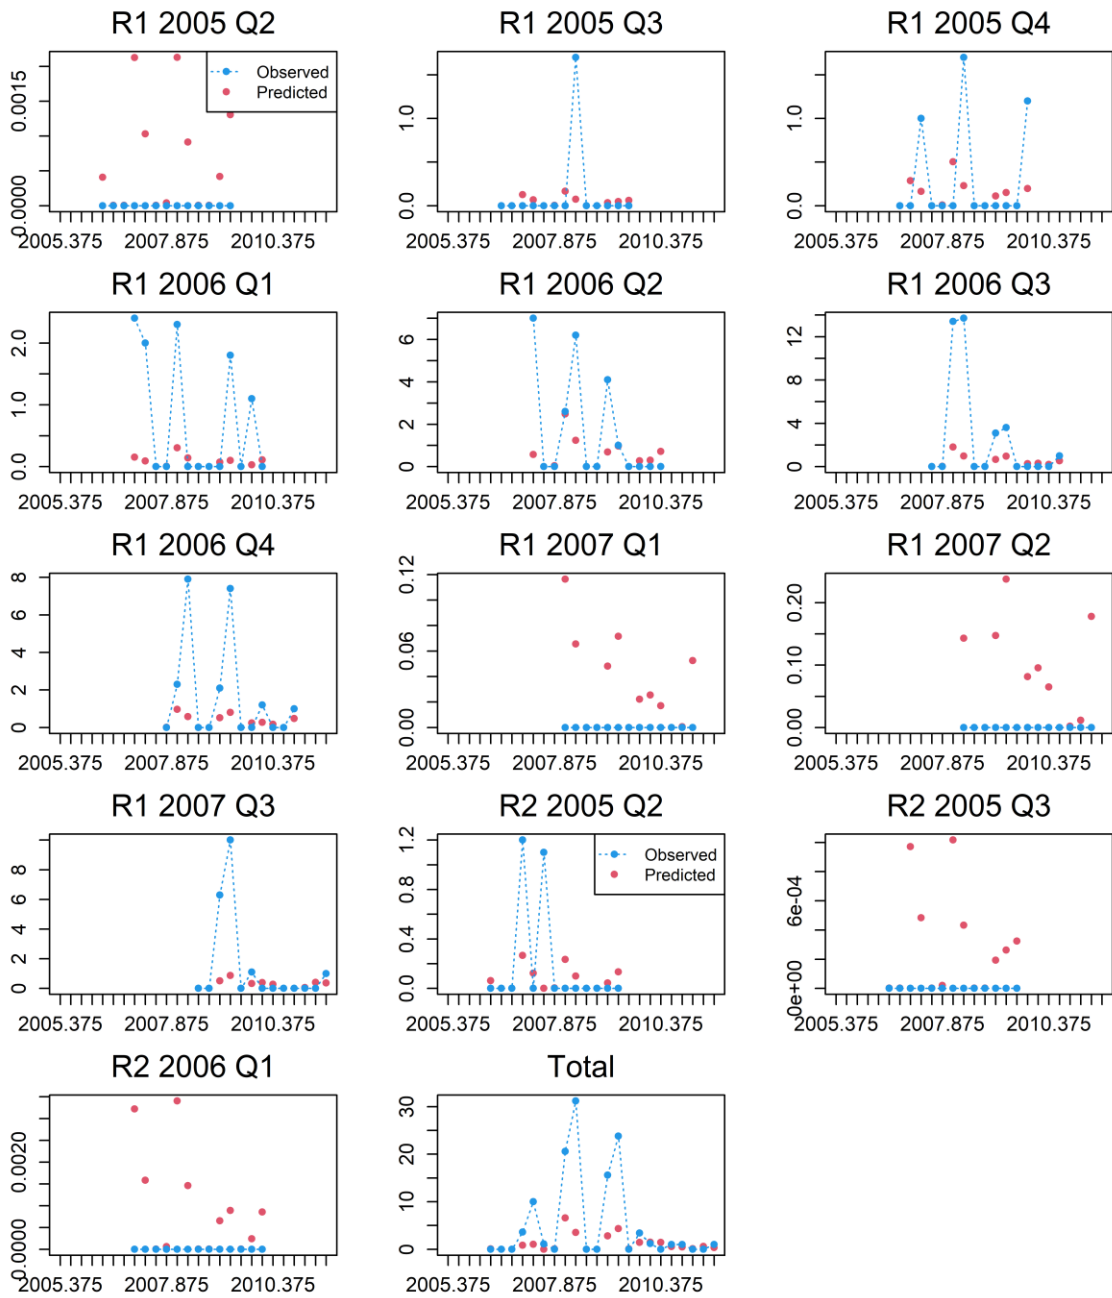 R1 2005 Q2
R1 2005 Q3
R1 2005 Q4
0.0015
0.0000
Observed
Predicted
2005.375 2007.875 2010.375
1.0
0.0
2005.375 2007.875 2010.375
1.0
0.0
2005.375 2007.875 2010.375
R1 2006 Q1
R1 2006 Q2
R1 2006 Q3
2.0
1.0
0.0
2005.375 2007.875 2010.375
6
4
2
0
2005.375 2007.875 2010.375
12
8
4
0
2005.375 2007.875 2010.375
R1 2006 Q4
R1 2007 Q1
R1 2007 Q2
8
6
4
2
0
2005.375 2007.875 2010.375
0.12
0.06
0.00
2005.375 2007.875 2010.375
0.20
0.10
0.00
2005.375 2007.875 2010.375
R1 2007 Q3
R2 2005 Q2
R2 2005 Q3
8
6
4
2
0
2005.375 2007.875 2010.375
1.2
0.8
0.4
0.0
Observed
Predicted
2005.375 2007.875 2010.375
6e-04
0e+00
2005.375 2007.875 2010.375
R2 2006 Q1
Total
0.0020
0.0000
2005.375 2007.875 2010.375
30
20
10
0
2005.375 2007.875 2010.375